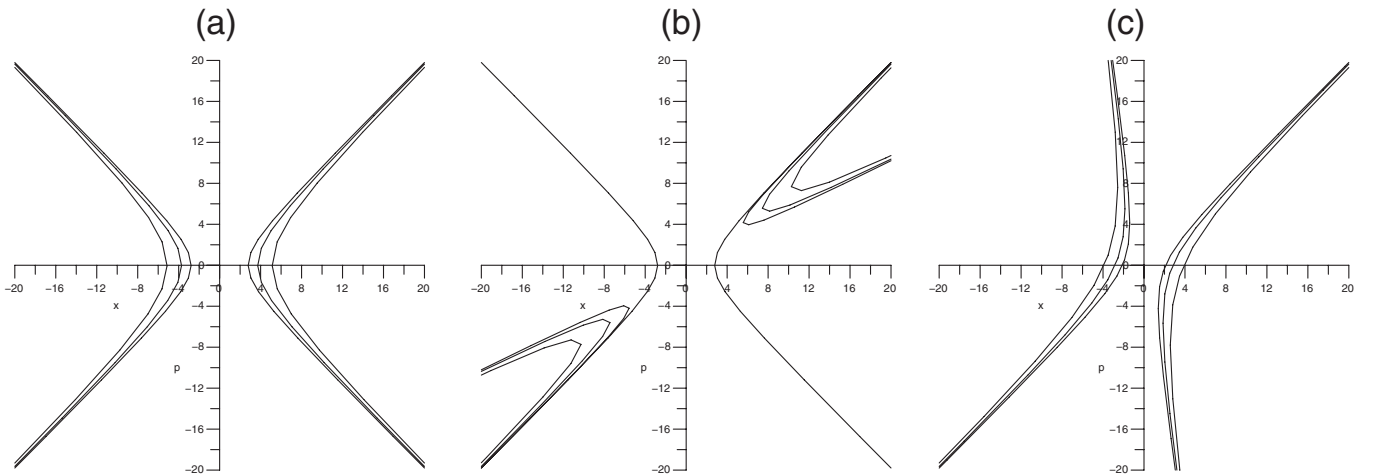 (a) (b) (c)
20 20 20
16 16 16
12 12 12
8 8 8
4 4 4
0 0 0
−20 −16 −12 −8 −4 0 4 8 12 16 20 −20 −16 −12 −8 −4 0 4 8 12 16 20 −20 −16 −12 −8 −4 0 4 8 12 16 20
x −4 x −4 x −4
−8 −8 −8
p p p
−12 −12 −12
−16 −16 −16
−20 −20 −20